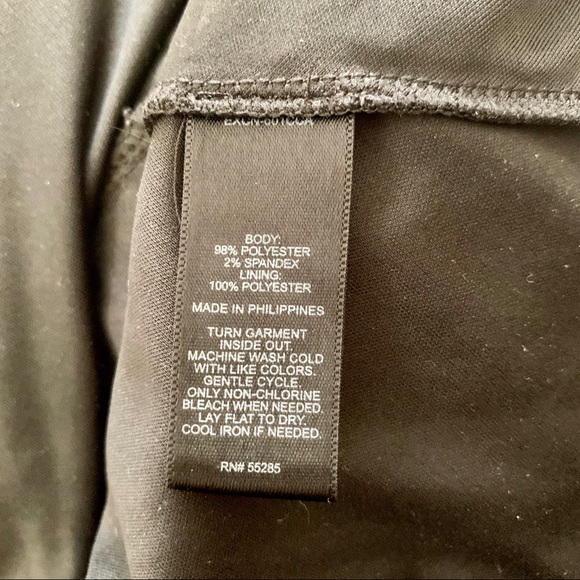 BODY:
98% POLYESTER
2% SPANDEX
LINING:
100% POLYESTER
MADE IN PHILIPPINES
TURN GARMENT
INSIDE OUT.
MACHINE WASH COLD
WITH LIKE COLORS.
GENTLE CYCLE.
ONLY NON-CHLORINE
BLEACH WHEN NEEDED.
LAY FLAT TO DRY.
COOL IRON IF NEEDED.
RN# 55285